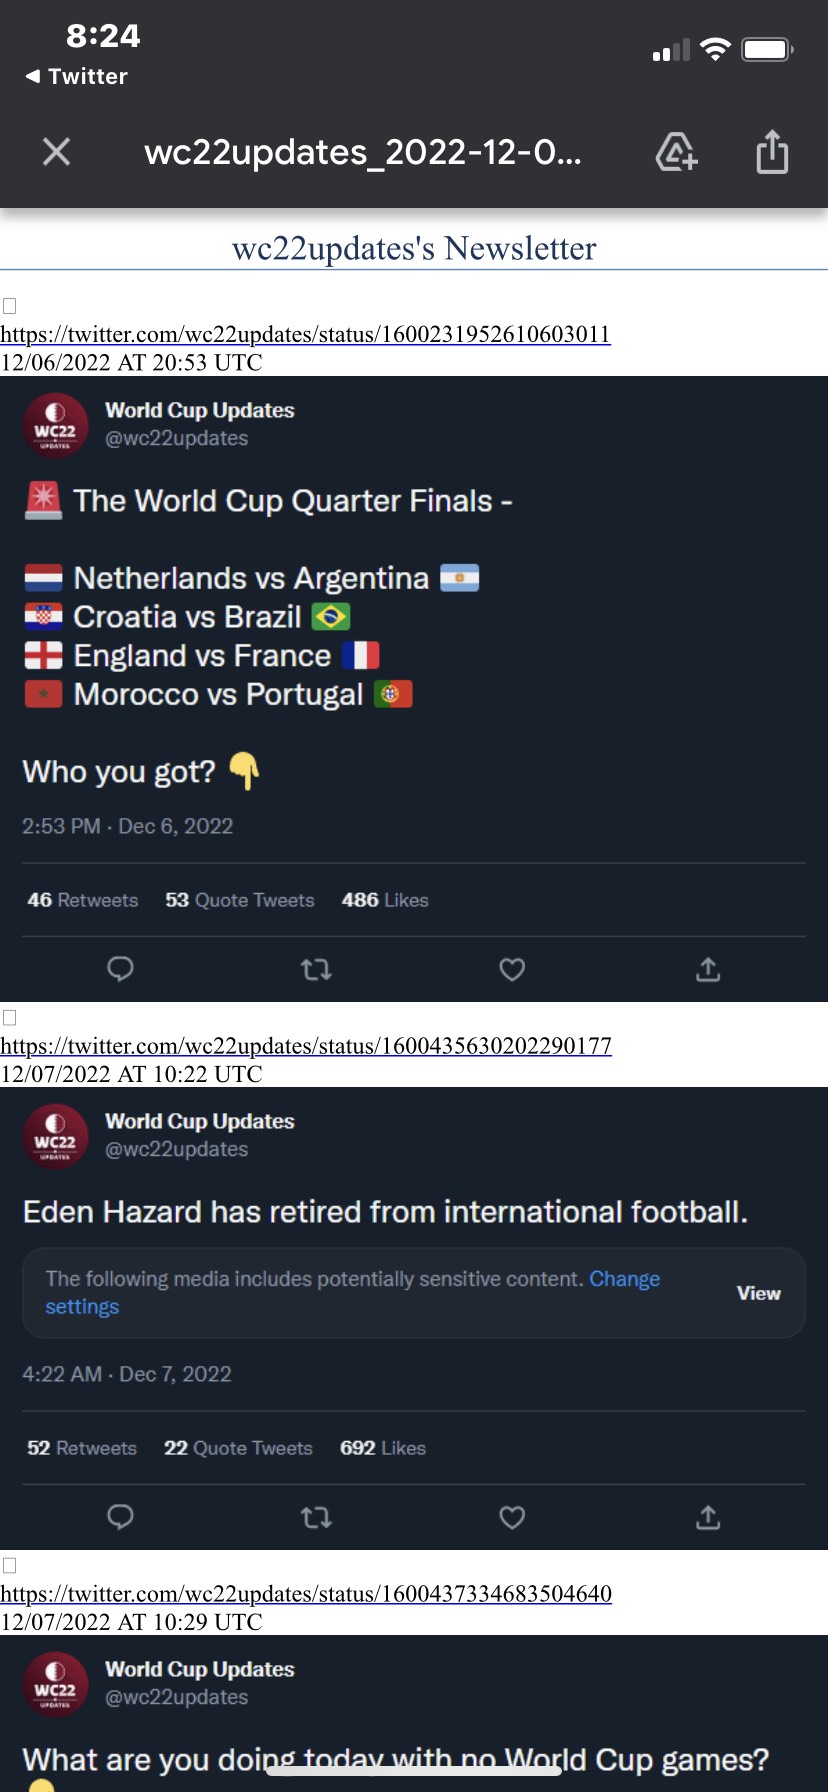 8:24
◀ Twitter
wc22updates_2022-12-0...
wc22updates's Newsletter
https://twitter.com/wc22updates/status/1600231952610603011
12/06/2022 AT 20:53 UTC
WC22
UPDATES
World Cup Updates
@wc22updates
🚨 The World Cup Quarter Finals -
🇳🇱 Netherlands vs Argentina 🇦🇷
🇭🇷 Croatia vs Brazil 🇧🇷
🏴󠁧󠁢󠁥󠁮󠁧󠁿 England vs France 🇫🇷
🇲🇦 Morocco vs Portugal 🇵🇹
Who you got? 👇
2:53 PM · Dec 6, 2022
46 Retweets 53 Quote Tweets 486 Likes
https://twitter.com/wc22updates/status/1600435630202290177
12/07/2022 AT 10:22 UTC
WC22
UPDATES
World Cup Updates
@wc22updates
Eden Hazard has retired from international football.
The following media includes potentially sensitive content. Change
settings
View
4:22 AM · Dec 7, 2022
52 Retweets 22 Quote Tweets 692 Likes
https://twitter.com/wc22updates/status/1600437334683504640
12/07/2022 AT 10:29 UTC
WC22
UPDATES
World Cup Updates
@wc22updates
What are you doing today with no World Cup games?